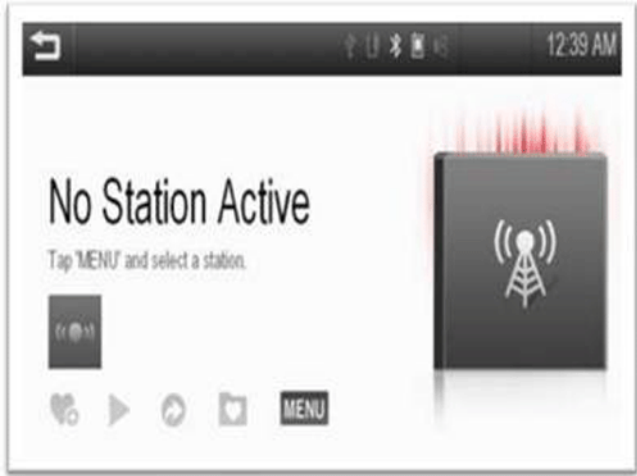 12:39 AM
No Station Active
Tap 'MENU' and select a station.
MENU